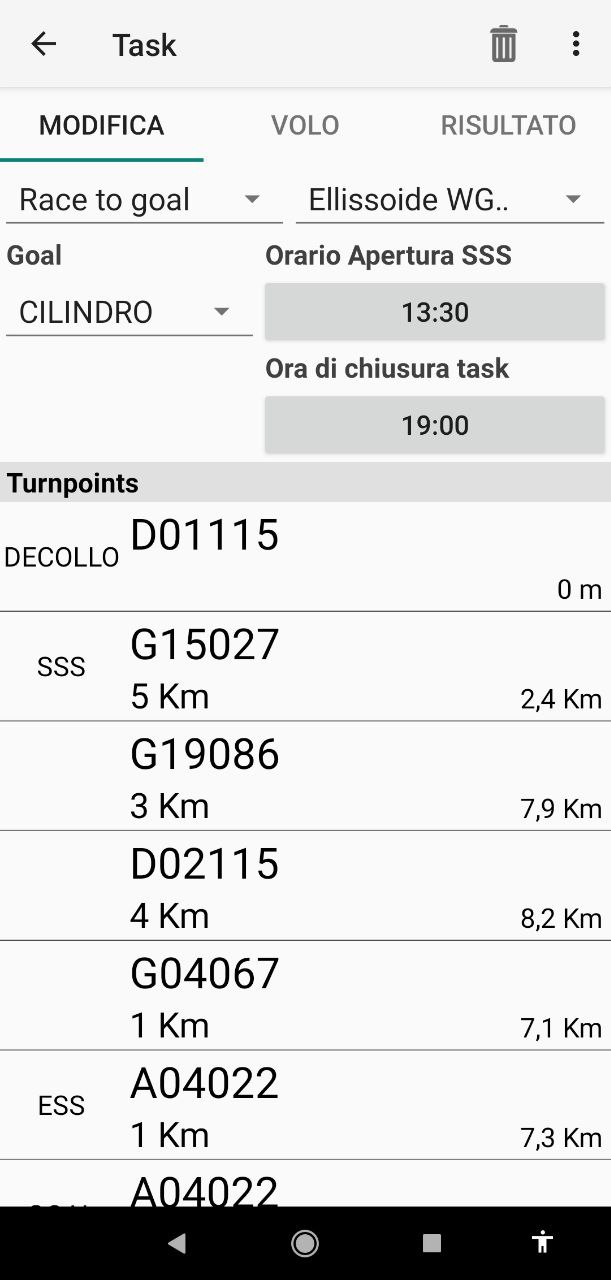 Task
MODIFICA VOLO RISULTATO
Race to goal Ellissoide WG..
Goal Orario Apertura SSS
CILINDRO 13:30
Ora di chiusura task
19:00
Turnpoints
DECOLLO D01115
0 m
SSS G15027
5 Km 2,4 Km
G19086
3 Km 7,9 Km
D02115
4 Km 8,2 Km
G04067
1 Km 7,1 Km
ESS A04022
1 Km 7,3 Km
A04022